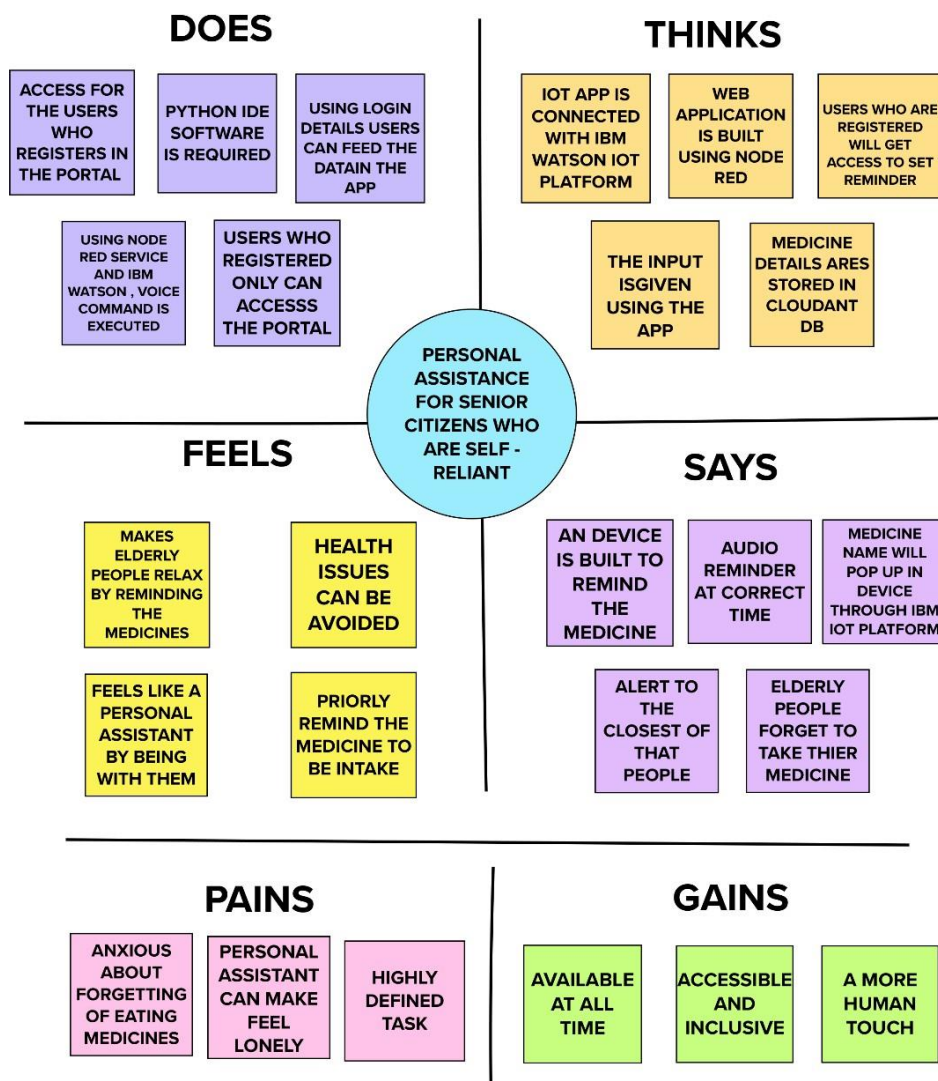 DOES
ACCESS FOR
THE USERS
WHO
REGISTERS IN
THE PORTAL
PYTHON IDE
SOFTWARE
IS REQUIRED
USING LOGIN
DETAILS USERS
CAN FEED THE
DATAIN THE
APP
USING NODE
RED SERVICE
AND IBM
WATSON , VOICE
COMMAND IS
EXECUTED
USERS WHO
REGISTERED
ONLY CAN
ACCESSS
THE PORTAL
THINKS
IOT APP IS
CONNECTED
WITH IBM
WATSON IOT
PLATFORM
WEB
APPLICATION
IS BUILT
USING NODE
RED
USERS WHO ARE
REGISTERED
WILL GET
ACCESS TO SET
REMINDER
THE INPUT
ISGIVEN
USING THE
APP
MEDICINE
DETAILS ARES
STORED IN
CLOUDANT
DB
PERSONAL
ASSISTANCE
FOR SENIOR
CITIZENS WHO
ARE SELF -
RELIANT
FEELS
MAKES
ELDERLY
PEOPLE RELAX
BY REMINDING
THE
MEDICINES
HEALTH
ISSUES
CAN BE
AVOIDED
FEELS LIKE A
PERSONAL
ASSISTANT
BY BEING
WITH THEM
PRIORLY
REMIND THE
MEDICINE TO
BE INTAKE
SAYS
AN DEVICE
IS BUILT TO
REMIND
THE
MEDICINE
AUDIO
REMINDER
AT CORRECT
TIME
MEDICINE
NAME WILL
POP UP IN
DEVICE
THROUGH IBM
IOT PLATFORM
ALERT TO
THE
CLOSEST OF
THAT
PEOPLE
ELDERLY
PEOPLE
FORGET TO
TAKE THIER
MEDICINE
PAINS
ANXIOUS
ABOUT
FORGETTING
OF EATING
MEDICINES
PERSONAL
ASSISTANT
CAN MAKE
FEEL
LONELY
HIGHLY
DEFINED
TASK
GAINS
AVAILABLE
AT ALL
TIME
ACCESSIBLE
AND
INCLUSIVE
A MORE
HUMAN
TOUCH